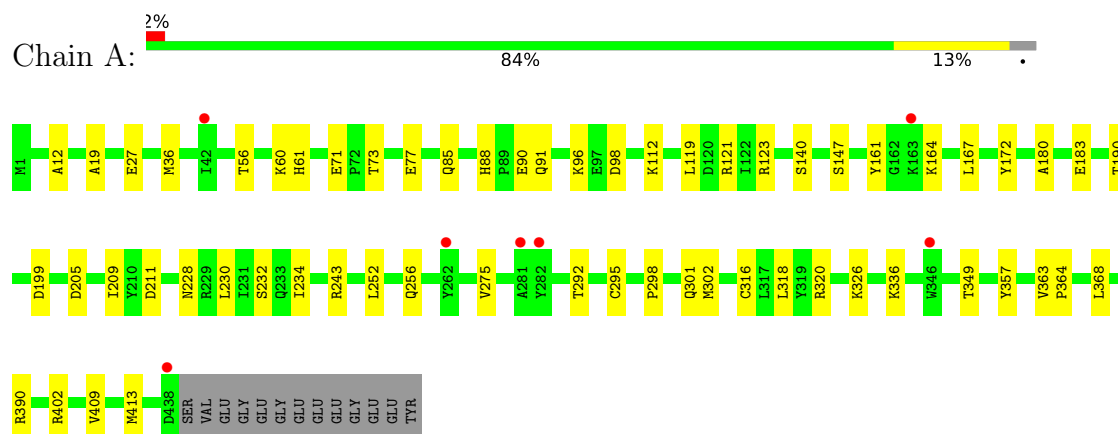 2%
Chain A:
84% 13% •
M1 A12 A19 E27 M36 I42 T56 K60 H61 E71 P72 T73 E77 Q85 H88 P89 E90 Q91 K96 E97 D98 K112 L119 D120 R121 I122 R123 S140 S147 Y161 G162 K163 K164 L167 Y172 A180 E183
D199 D205 I209 Y210 D211 N228 R229 L230 I231 S232 Q233 I234 R243 L252 Q256 Y262 V275 A281 Y282 T292 C295 P298 Q301 M302 C316 L317 L318 Y319 R320 K326 K336 W346 T349 Y357 V363 P364 L368
R390 R402 V409 M413 D438 SER VAL GLU GLY GLU GLY GLU GLU GLU GLY GLU GLU TYR